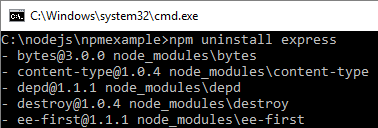 C:\Windows\system32\cmd.exe
C:\nodejs\npmexample>npm uninstall express
- bytes@3.0.0 node_modules\bytes
- content-type@1.0.4 node_modules\content-type
- depd@1.1.1 node_modules\depd
- destroy@1.0.4 node_modules\destroy
- ee-first@1.1.1 node_modules\ee-first